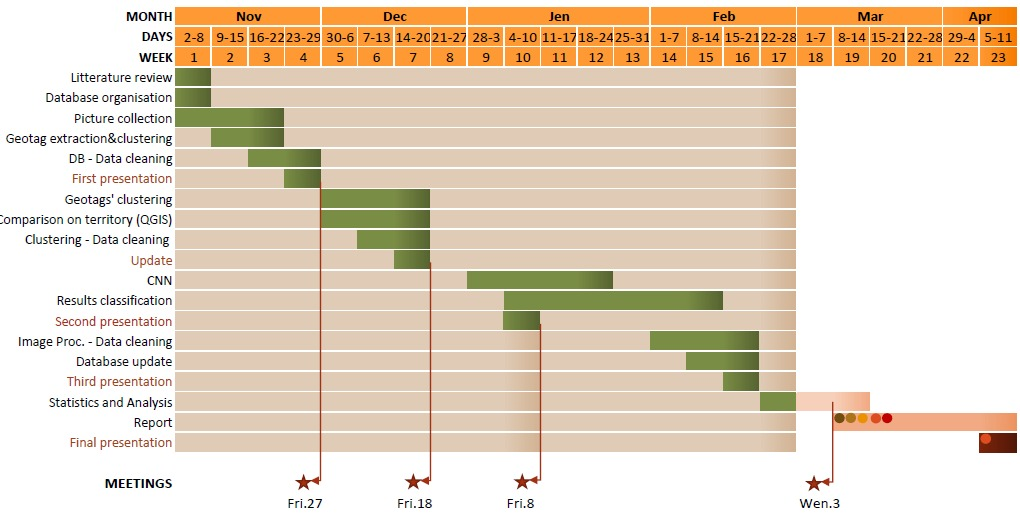 MONTH Nov Dec Jen Feb Mar Apr
DAYS 2-8 9-15 16-22 23-29 30-6 7-13 14-20 21-27 28-3 4-10 11-17 18-24 25-31 1-7 8-14 15-21 22-28 1-7 8-14 15-21 22-28 29-4 5-11
WEEK 1 2 3 4 5 6 7 8 9 10 11 12 13 14 15 16 17 18 19 20 21 22 23
Litterature review
Database organisation
Picture collection
Geotag extraction&clustering
DB - Data cleaning
First presentation
Geotags' clustering
Comparison on territory (QGIS)
Clustering - Data cleaning
Update
CNN
Results classification
Second presentation
Image Proc. - Data cleaning
Database update
Third presentation
Statistics and Analysis
Report
Final presentation
MEETINGS
Fri.27 Fri.18 Fri.8 Wen.3